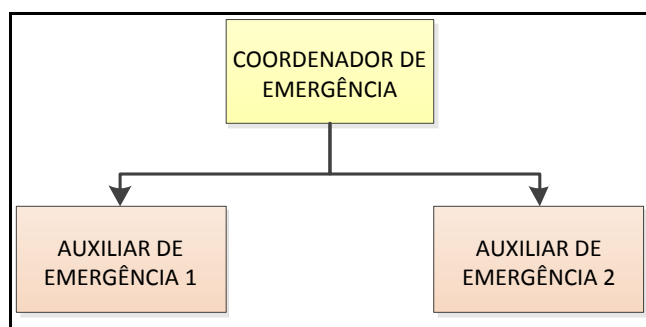 COORDENADOR DE
EMERGÊNCIA
AUXILIAR DE
EMERGÊNCIA 1
AUXILIAR DE
EMERGÊNCIA 2